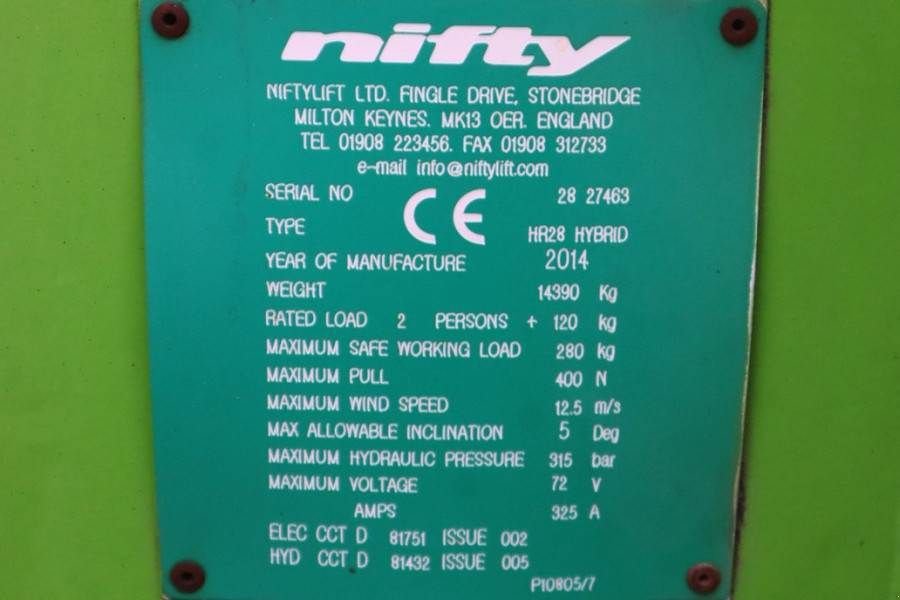 nifty
NIFTYLIFT LTD. FINGLE DRIVE, STONEBRIDGE
MILTON KEYNES. MK13 OER. ENGLAND
TEL 01908 223456. FAX 01908 312733
e-mail info@niftylift.com
SERIAL NO 28 27463
CE
TYPE HR28 HYBRID
YEAR OF MANUFACTURE 2014
WEIGHT 14390 Kg
RATED LOAD 2 PERSONS + 120 kg
MAXIMUM SAFE WORKING LOAD 280 kg
MAXIMUM PULL 400 N
MAXIMUM WIND SPEED 12.5 m/s
MAX ALLOWABLE INCLINATION 5 Deg
MAXIMUM HYDRAULIC PRESSURE 315 bar
MAXIMUM VOLTAGE 72 V
AMPS 325 A
ELEC CCT D 81751 ISSUE 002
HYD CCT D 81432 ISSUE 005
P10805/7